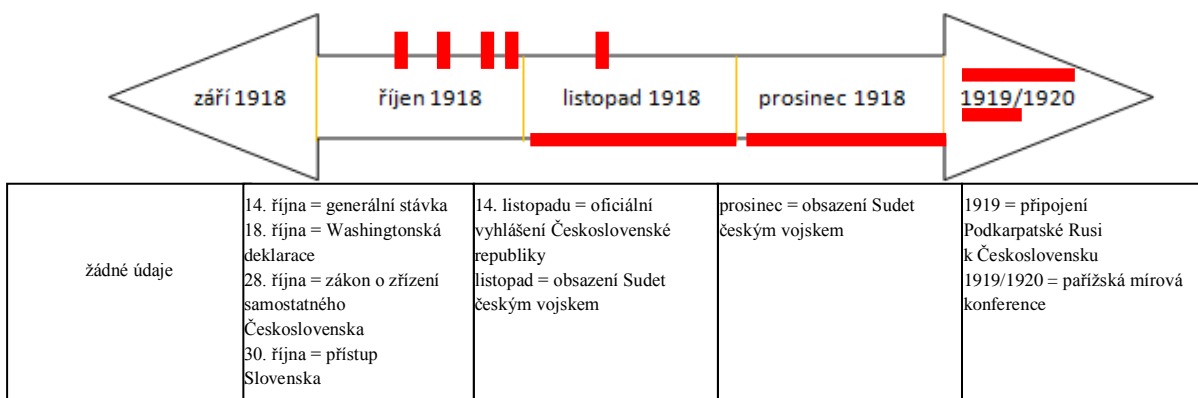 září 1918
říjen 1918
listopad 1918
prosinec 1918
1919/1920
žádné údaje
14. října = generální stávka
18. října = Washingtonská
deklarace
28. října = zákon o zřízení
samostatného
Československa
30. října = přístup
Slovenska
14. listopadu = oficiální
vyhlášení Československé
republiky
listopad = obsazení Sudet
českým vojskem
prosinec = obsazení Sudet
českým vojskem
1919 = připojení
Podkarpatské Rusi
k Československu
1919/1920 = pařížská mírová
konference